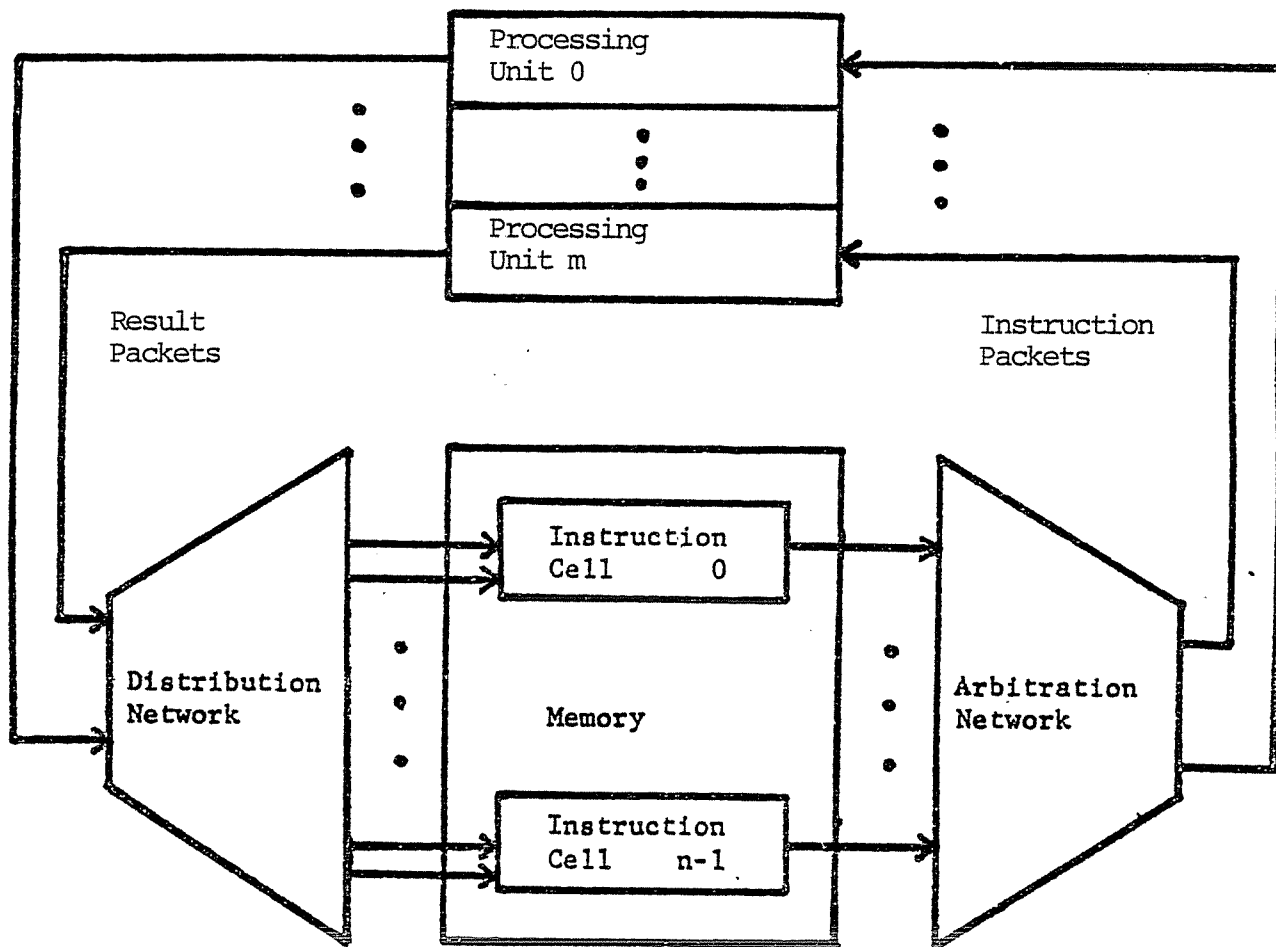 Processing
Unit 0
Processing
Unit m
Result
Packets
Instruction
Packets
Instruction
Cell 0
Distribution
Network
Memory
Arbitration
Network
Instruction
Cell n-1